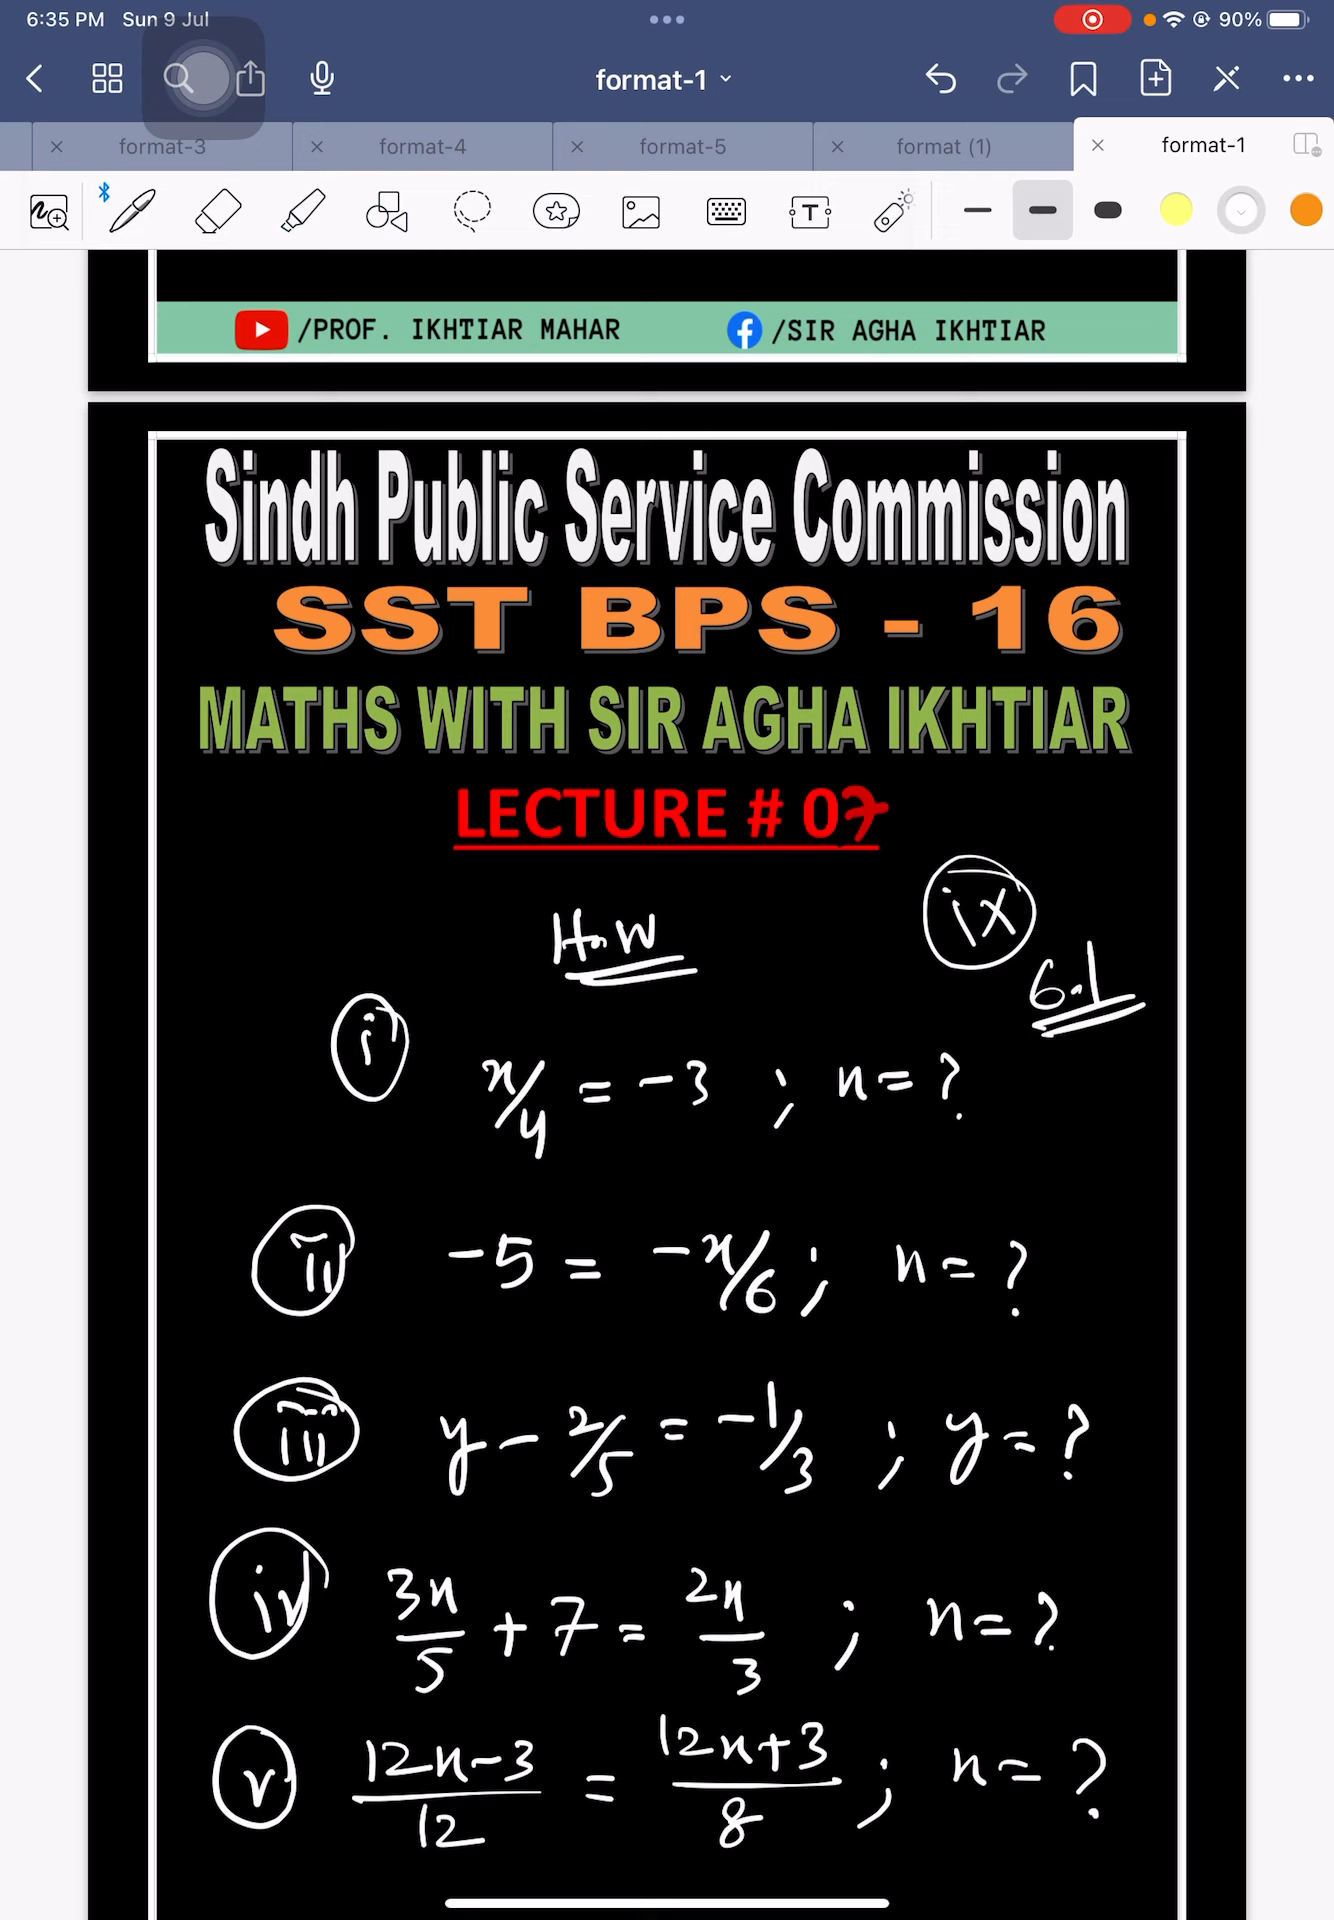 6:35 PM Sun 9 Jul
90%
format-1
format-3
format-4
format-5
format (1)
format-1
/PROF. IKHTIAR MAHAR
/SIR AGHA IKHTIAR
Sindh Public Service Commission
SST BPS - 16
MATHS WITH SIR AGHA IKHTIAR
LECTURE # 07
H.W
ix
6.1
i
x/4 = -3 ; x = ?
ii -5 = -x/6 ; x = ?
iii y - 2/5 = -1/3 ; y = ?
iv 3x/5 + 7 = 2x/3 ; x = ?
v 12x-3/12 = 12x+3/8 ; x = ?